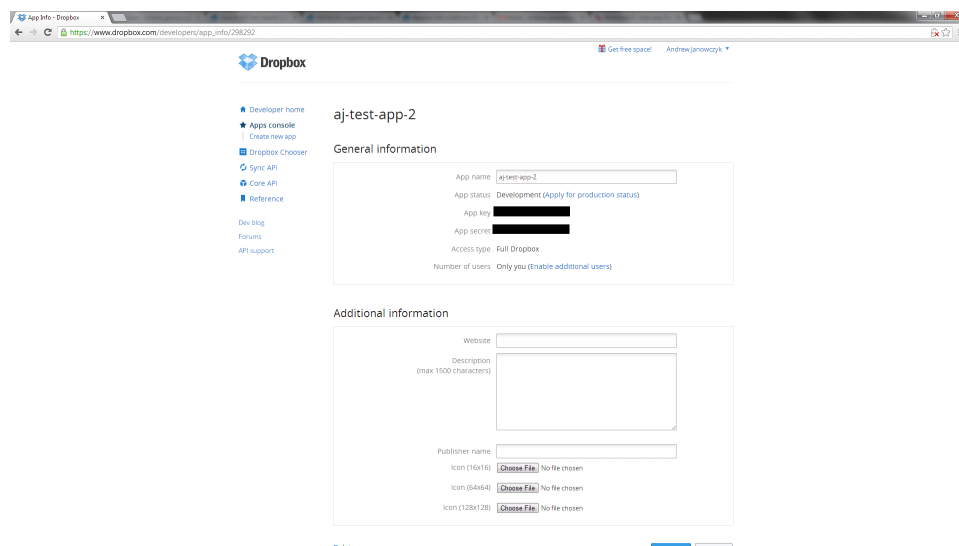 App Info - Dropbox
https://www.dropbox.com/developers/app_info/298292
Get free space! Andrew Janowczyk
Dropbox
Developer home
Apps console
Create new app
Dropbox Chooser
Sync API
Core API
Reference
Dev blog
Forums
API support
aj-test-app-2
General information
App name aj-test-app-2
App status Development (Apply for production status)
App key
App secret
Access type Full Dropbox
Number of users Only you (Enable additional users)
Additional information
Website
Description
(max 1500 characters)
Publisher name
Icon (16x16) Choose File No file chosen
Icon (64x64) Choose File No file chosen
Icon (128x128) Choose File No file chosen